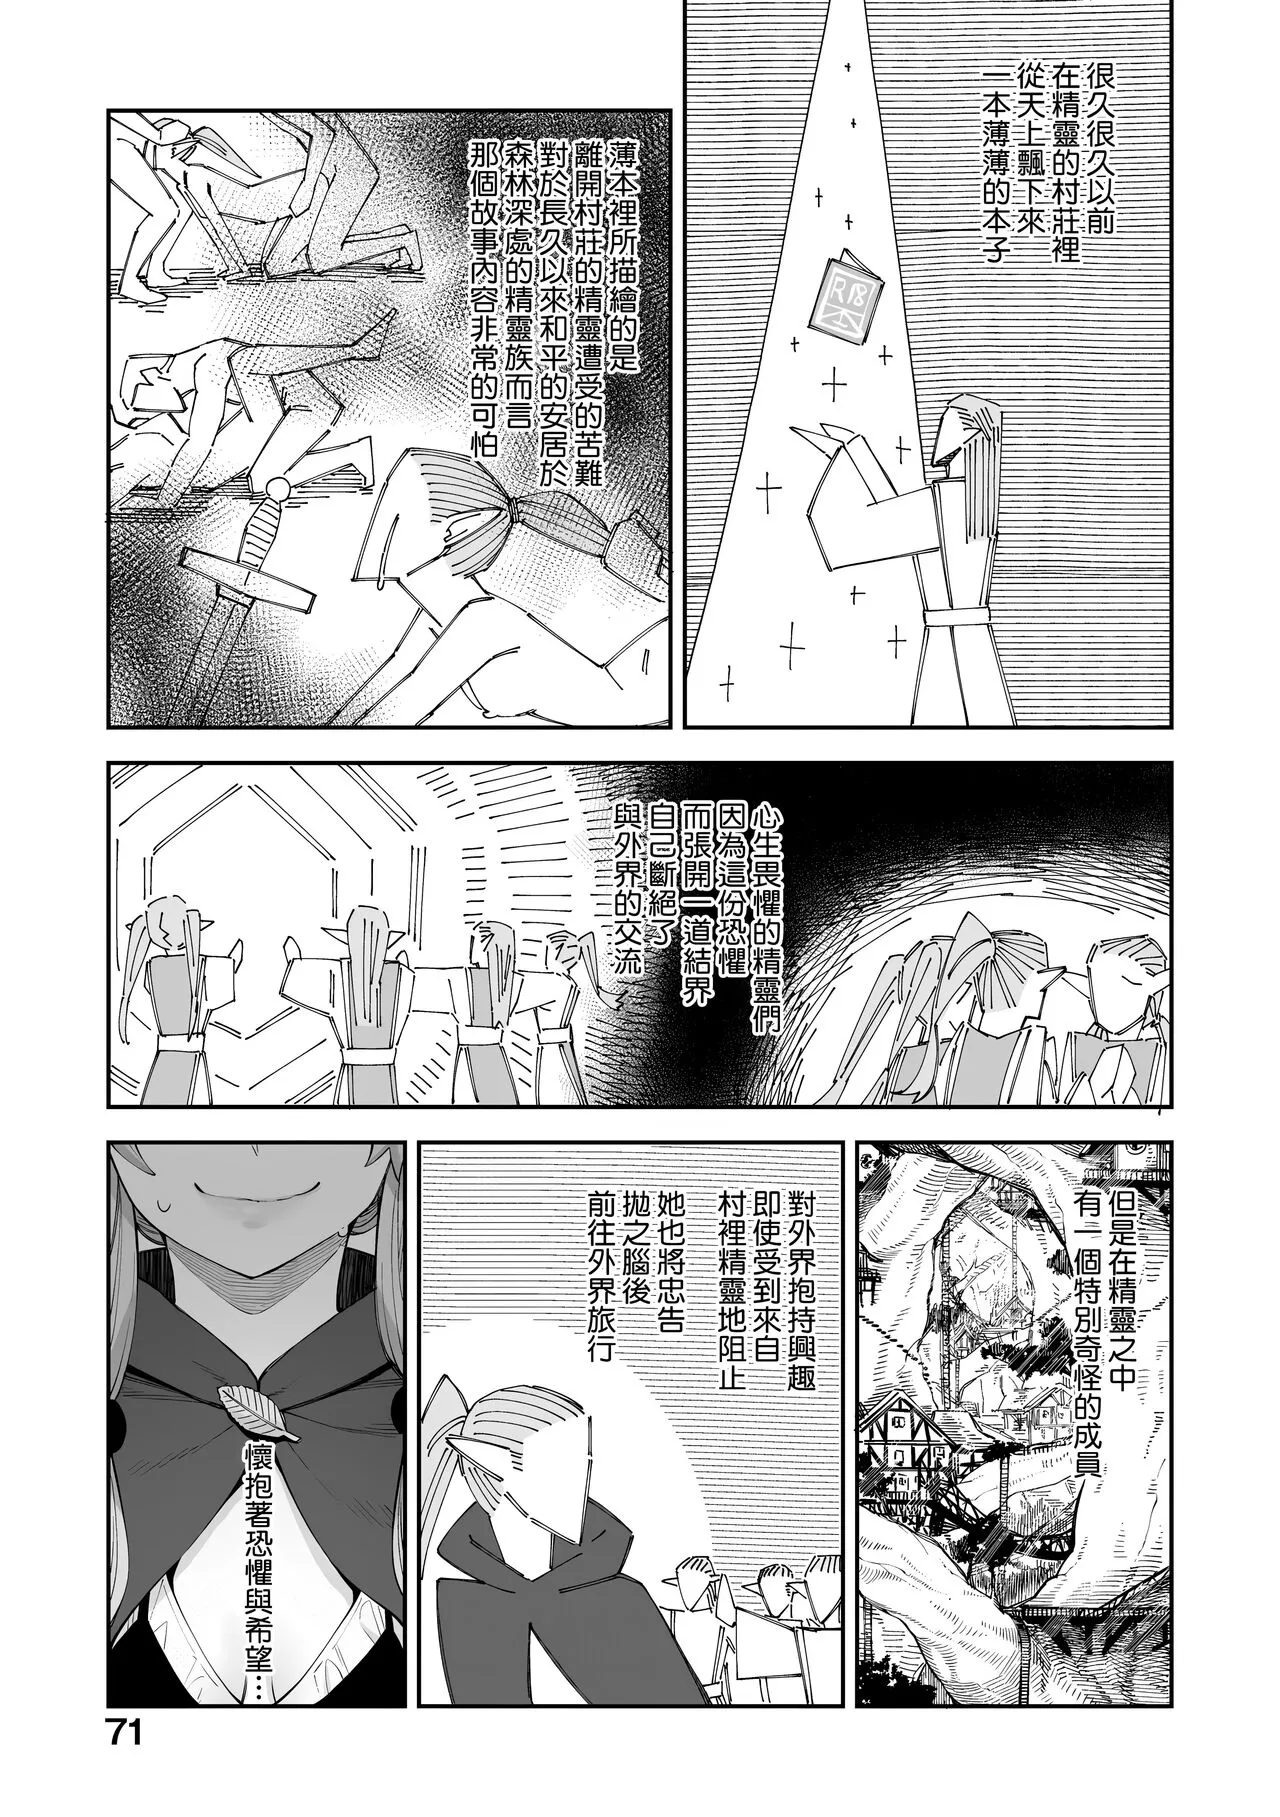 很久很久以前
在精靈的村莊裡
從天上飄下來
一本薄薄的本子
R18
本
薄本裡所描繪的是
離開村莊的精靈遭受的苦難
對於長久以來和平的安居於
森林深處的精靈族而言
那個故事內容非常的可怕
心生畏懼的精靈們
因為這份恐懼
而張開一道結界
自己斷絕了
與外界的交流
但是在精靈之中
有一個特別奇怪的成員
對外界抱持興趣
即使受到來自
村裡精靈地阻止
她也將忠告
拋之腦後
前往外界旅行
懷抱著恐懼與希望…
71